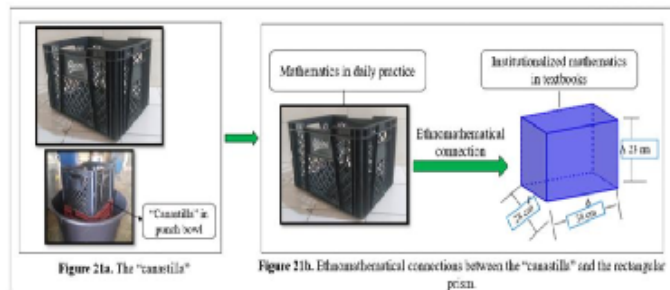 Mathematics in daily practice
Institutionalized mathematics
in textbooks
Ethnomathematical
connection
"Canastilla" in
punch bowl
Figure 21a. The "canastilla"
Figure 21b. Ethnomathematical connections between the "canastilla" and the rectangular
prism.